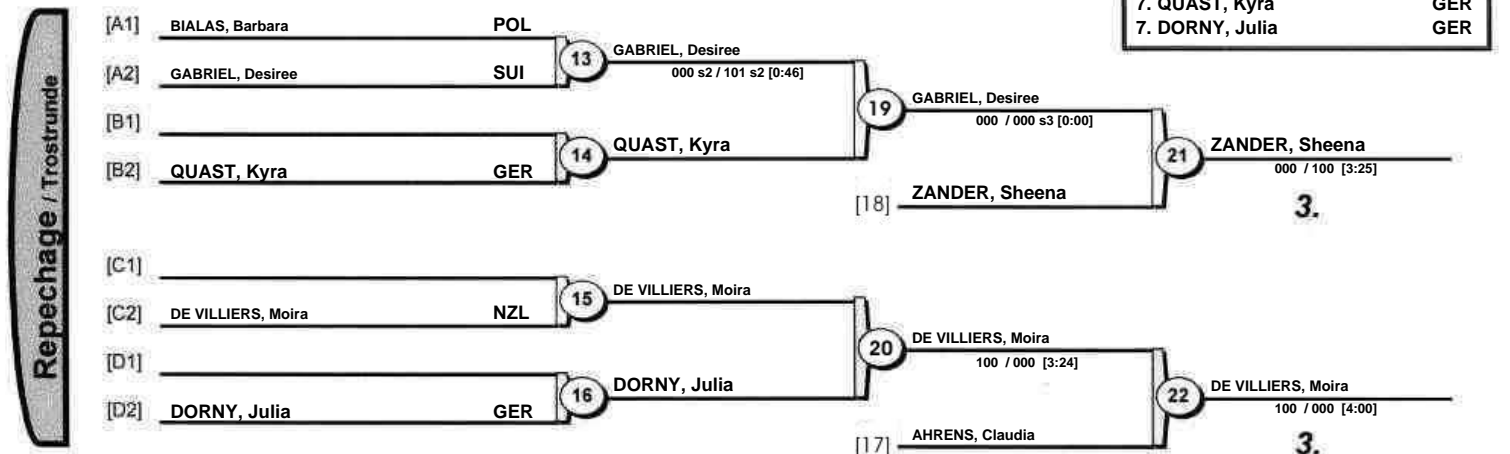 7. QUAST, Kyra GER
7. DORNY, Julia GER
Repechage / Trostrunde
[A1] BIALAS, Barbara POL
13 GABRIEL, Desiree
000 s2 / 101 s2 [0:46]
[A2] GABRIEL, Desiree SUI
19 GABRIEL, Desiree
000 / 000 s3 [0:00]
[B1]
14 QUAST, Kyra
[B2] QUAST, Kyra GER
21 ZANDER, Sheena
000 / 100 [3:25]
[18] ZANDER, Sheena
3.
[C1]
15 DE VILLIERS, Moira
[C2] DE VILLIERS, Moira NZL
20 DE VILLIERS, Moira
100 / 000 [3:24]
[D1]
16 DORNY, Julia
[D2] DORNY, Julia GER
22 DE VILLIERS, Moira
100 / 000 [4:00]
[17] AHRENS, Claudia
3.